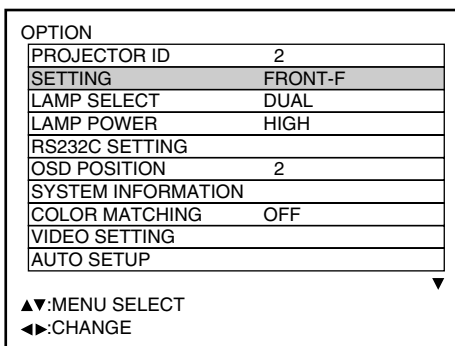 OPTION
PROJECTOR ID 2
SETTING FRONT-F
LAMP SELECT DUAL
LAMP POWER HIGH
RS232C SETTING
OSD POSITION 2
SYSTEM INFORMATION
COLOR MATCHING OFF
VIDEO SETTING
AUTO SETUP
▼
▲▼:MENU SELECT
◀▶:CHANGE